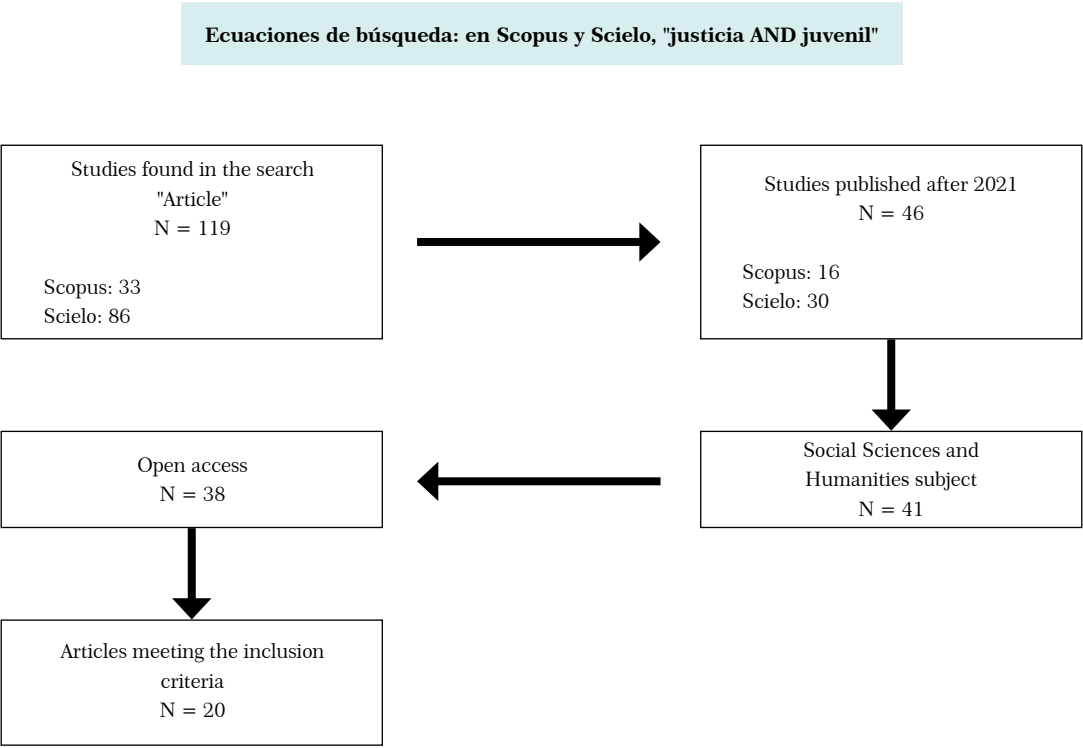 Ecuaciones de búsqueda: en Scopus y Scielo, "justicia AND juvenil"
Studies found in the search
"Article"
N = 119
Scopus: 33
Scielo: 86
Studies published after 2021
N = 46
Scopus: 16
Scielo: 30
Social Sciences and
Humanities subject
N = 41
Open access
N = 38
Articles meeting the inclusion
criteria
N = 20